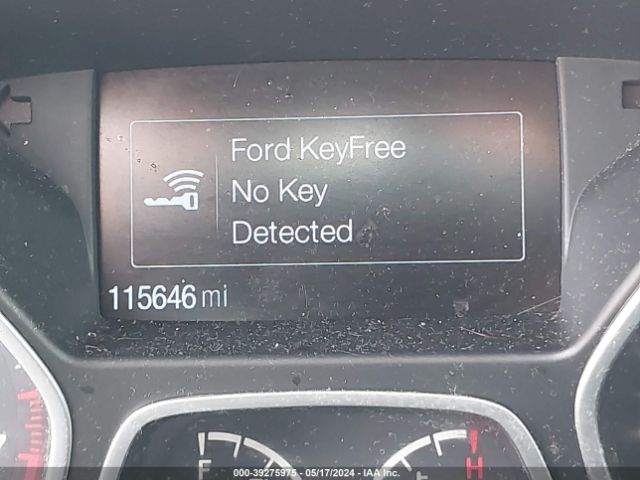 Ford KeyFree
No Key
Detected
115646 mi
F
H
000-39275975 - 05/17/2024 - IAA Inc.